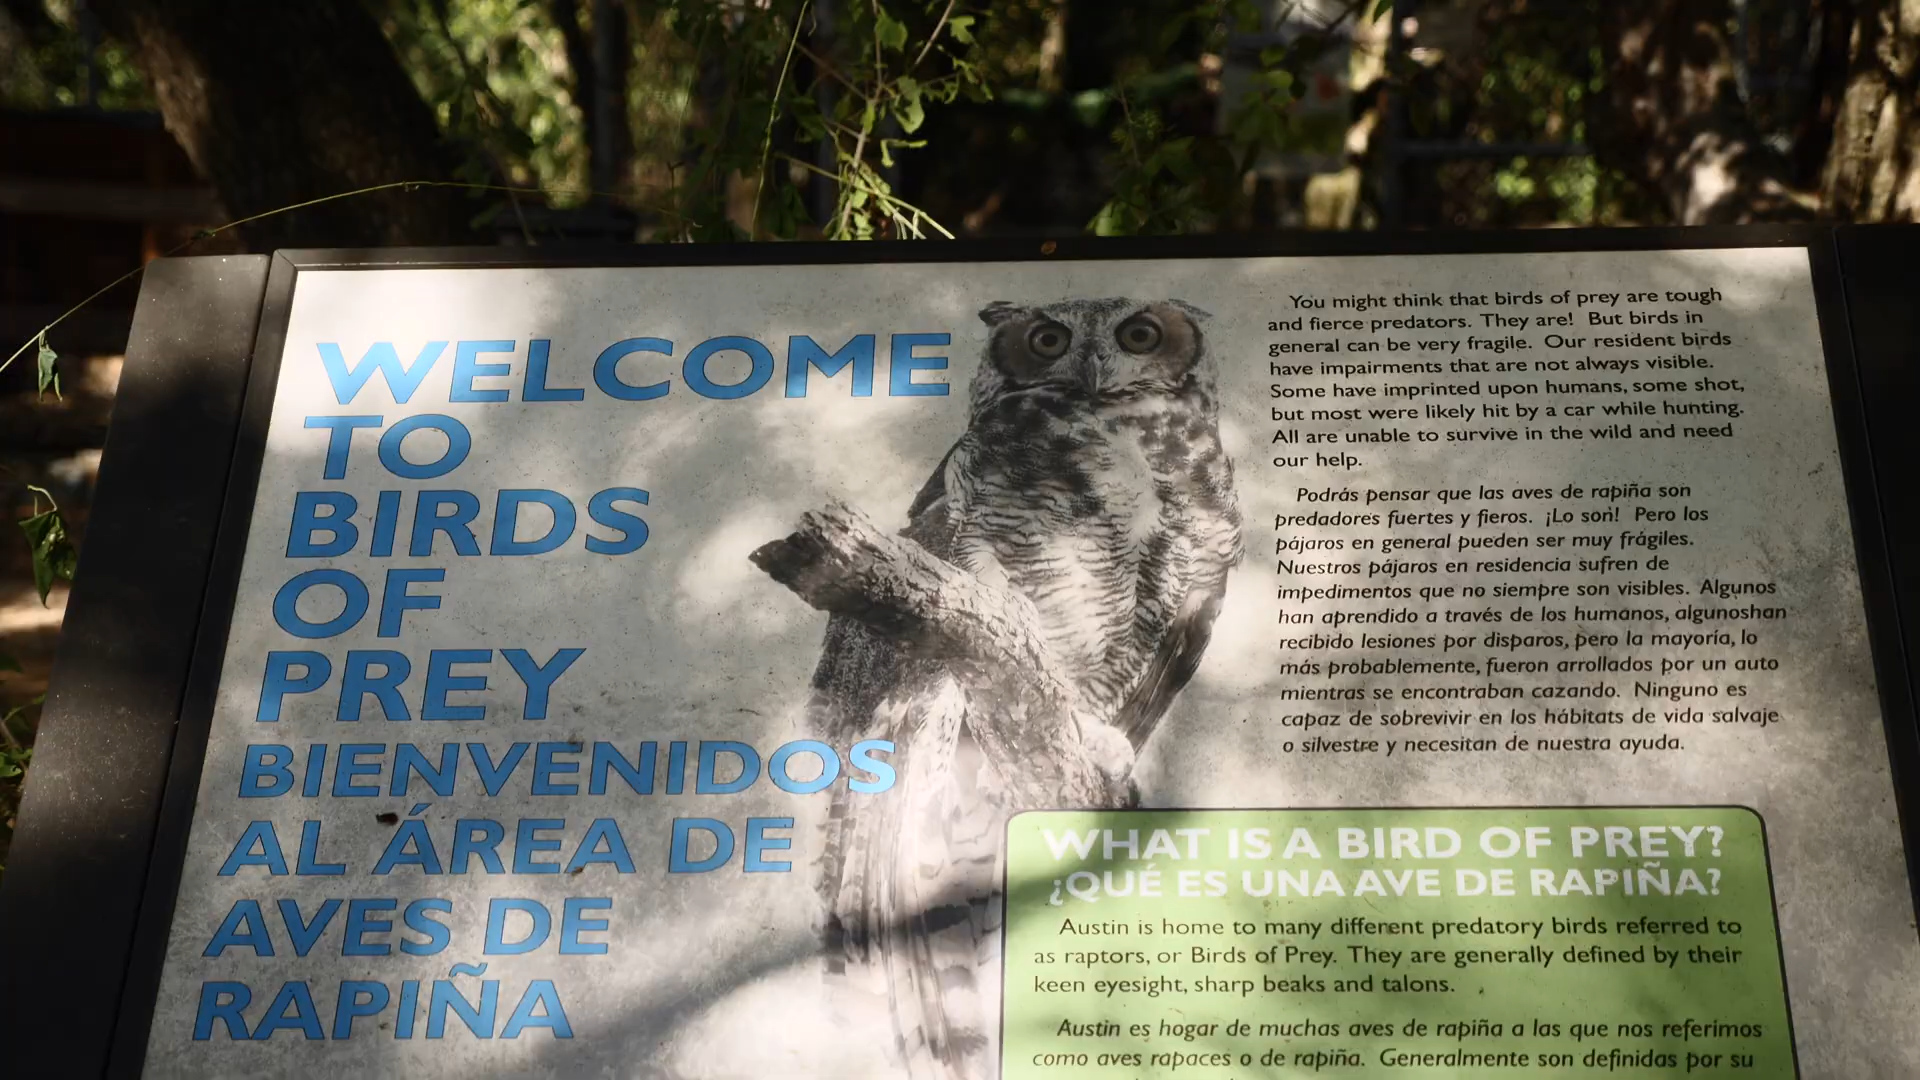 WELCOME
TO
BIRDS
OF
PREY
BIENVENIDOS
AL ÁREA DE
AVES DE
RAPIÑA
You might think that birds of prey are tough
and fierce predators. They are! But birds in
general can be very fragile. Our resident birds
have impairments that are not always visible.
Some have imprinted upon humans, some shot,
but most were likely hit by a car while hunting.
All are unable to survive in the wild and need
our help.
Podrás pensar que las aves de rapiña son
predadores fuertes y fieros. ¡Lo son! Pero los
pájaros en general pueden ser muy frágiles.
Nuestros pájaros en residencia sufren de
impedimentos que no siempre son visibles. Algunos
han aprendido a través de los humanos, algunoshan
recibido lesiones por disparos, pero la mayoría, lo
más probablemente, fueron arrollados por un auto
mientras se encontraban cazando. Ninguno es
capaz de sobrevivir en los hábitats de vida salvaje
o silvestre y necesitan de nuestra ayuda.
WHAT IS A BIRD OF PREY?
¿QUÉ ES UNA AVE DE RAPIÑA?
Austin is home to many different predatory birds referred to
as raptors, or Birds of Prey. They are generally defined by their
keen eyesight, sharp beaks and talons.
Austin es hogar de muchas aves de rapiña a las que nos referimos
como aves rapaces o de rapiña. Generalmente son definidas por su